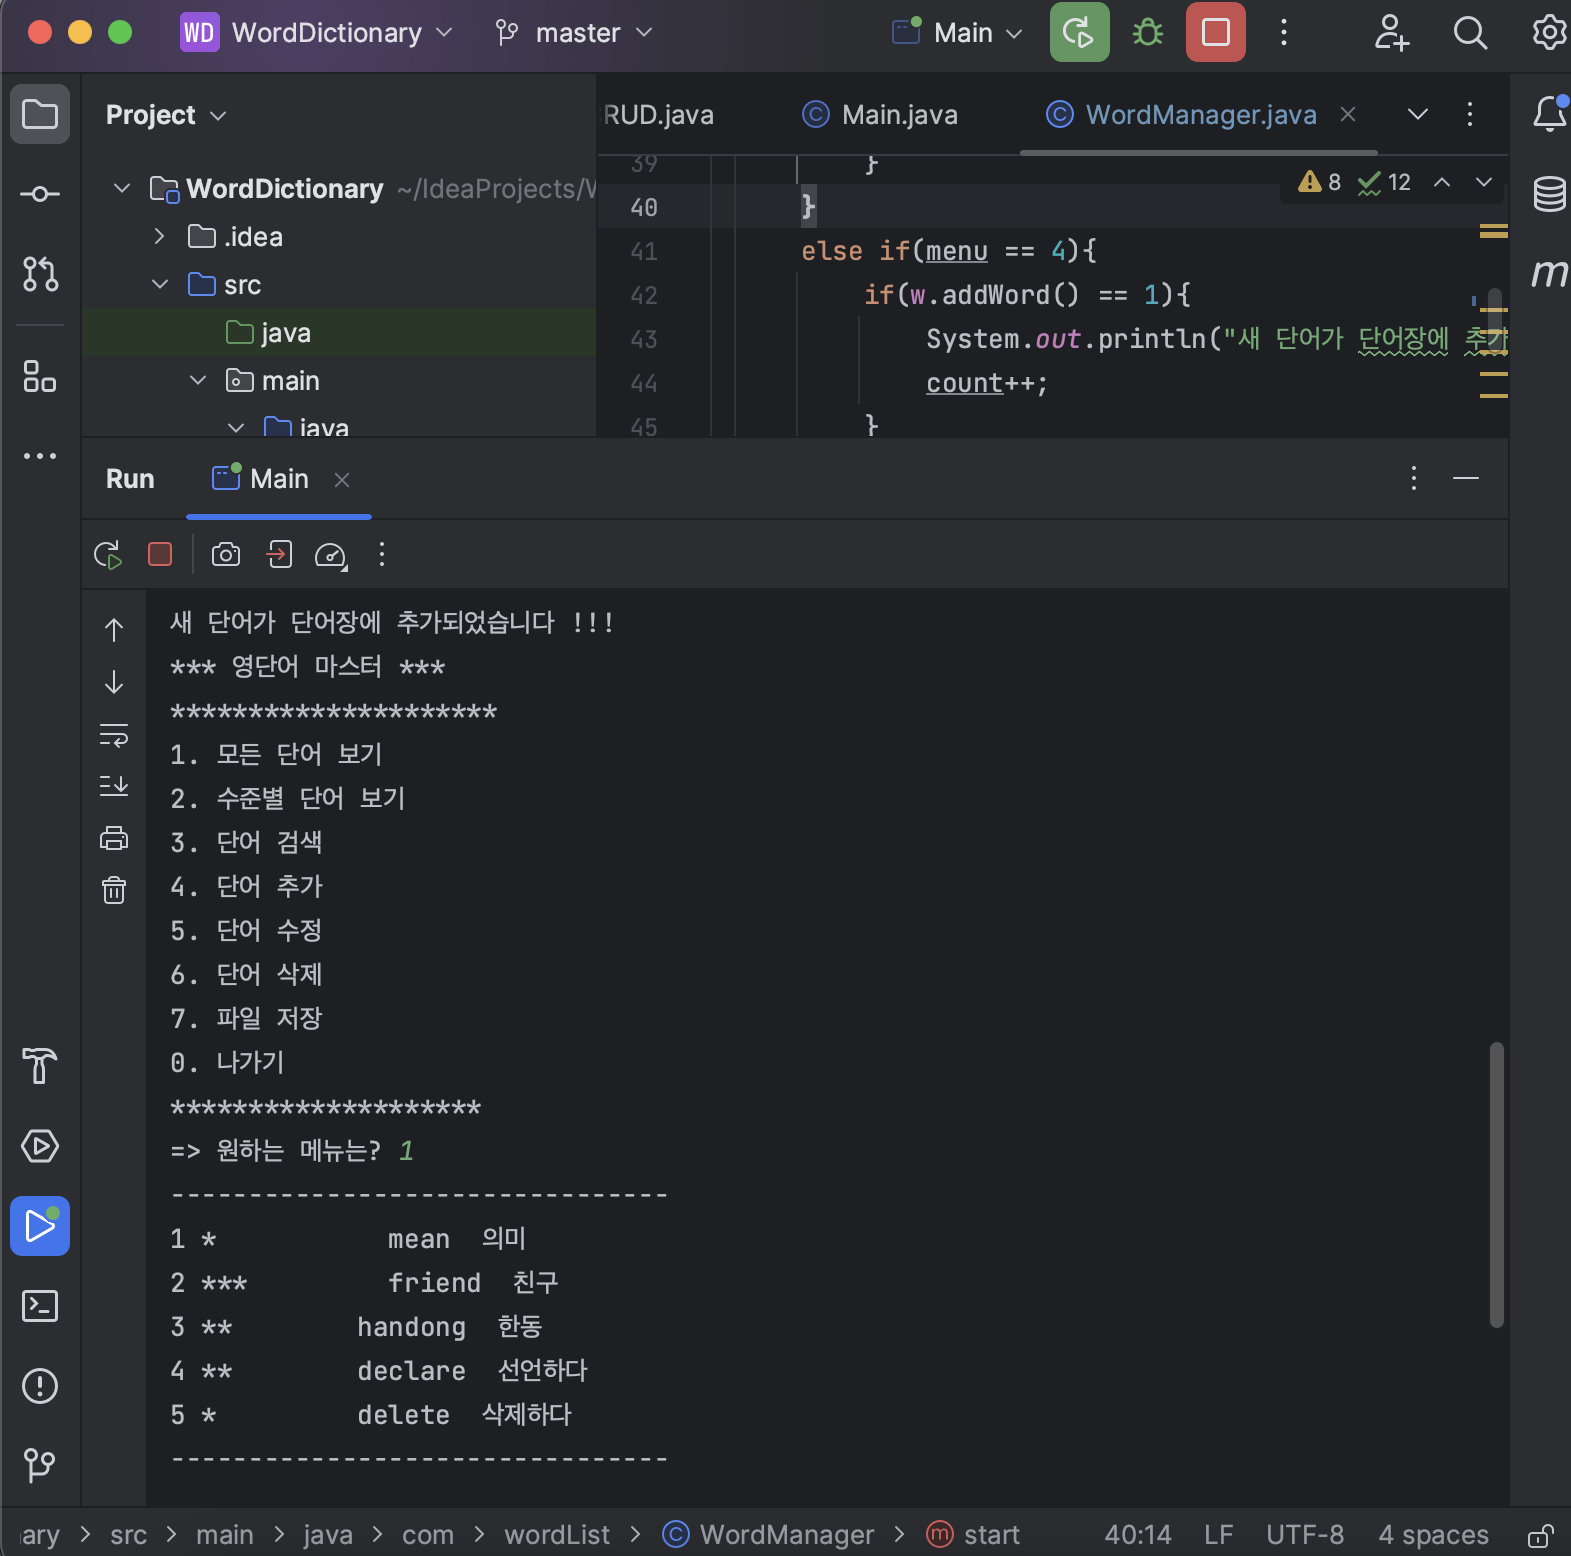 WD WordDictionary master Main
Project
RUD.java Main.java WordManager.java
WordDictionary ~/IdeaProjects/W
.idea
src
java
main
java
8 12
39 }
40 }
41 else if(menu == 4){
42 if(w.addWord() == 1){
43 System.out.println("새 단어가 단어장에 추가
44 count++;
45 }
m
Run Main
새 단어가 단어장에 추가되었습니다 !!!
*** 영단어 마스터 ***
*********************
1. 모든 단어 보기
2. 수준별 단어 보기
3. 단어 검색
4. 단어 추가
5. 단어 수정
6. 단어 삭제
7. 파일 저장
0. 나가기
********************
=> 원하는 메뉴는? 1
--------------------------------
1 * mean 의미
2 *** friend 친구
3 ** handong 한동
4 ** declare 선언하다
5 * delete 삭제하다
--------------------------------
ary > src > main > java > com > wordList > WordManager > start 40:14 LF UTF-8 4 spaces